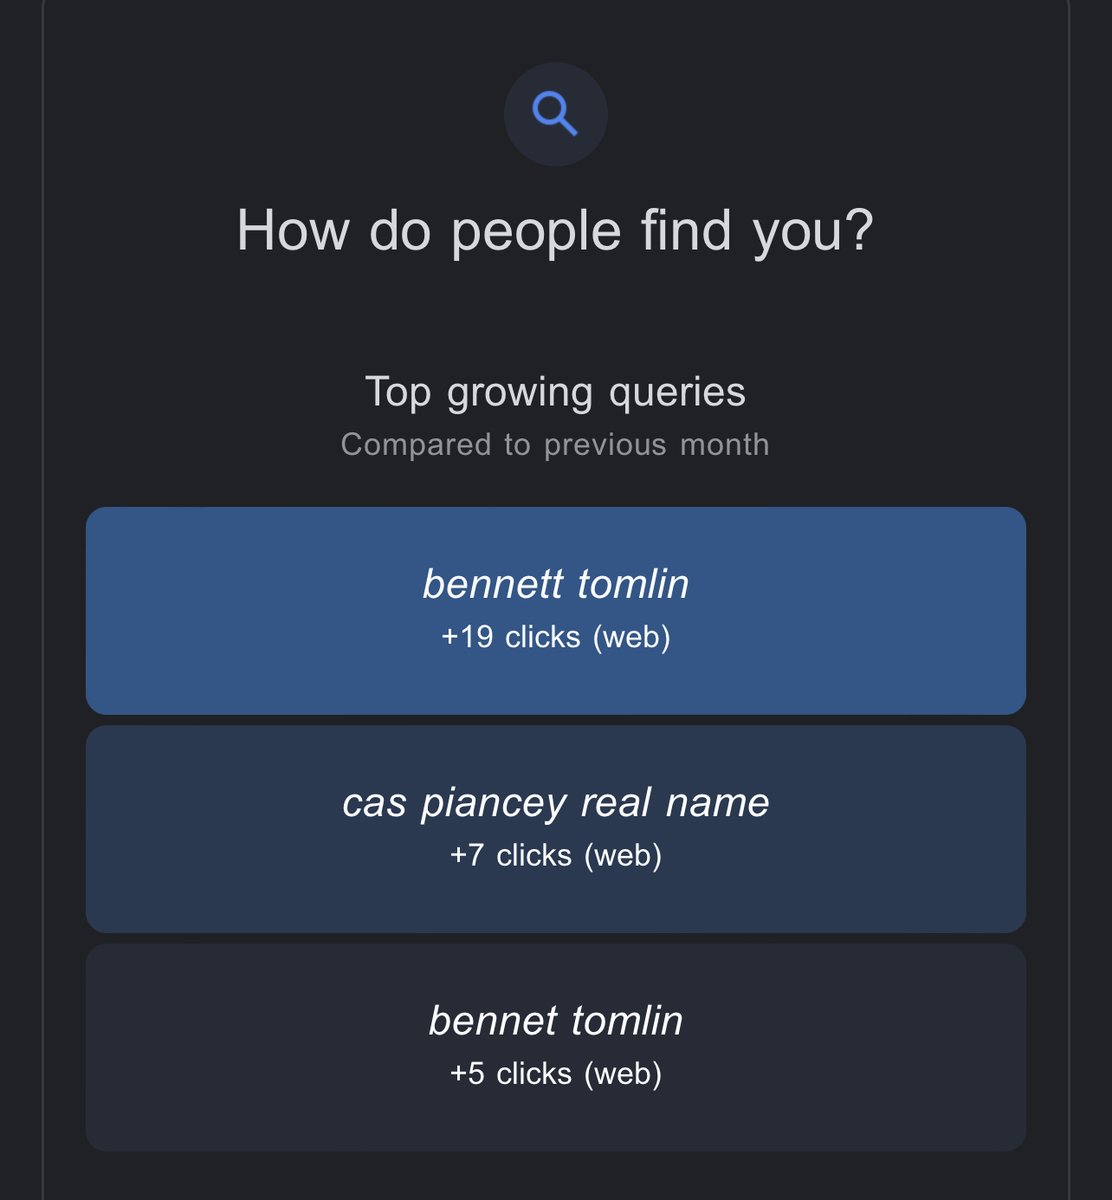 How do people find you?
Top growing queries
Compared to previous month
bennett tomlin
+19 clicks (web)
cas piancey real name
+7 clicks (web)
bennet tomlin
+5 clicks (web)